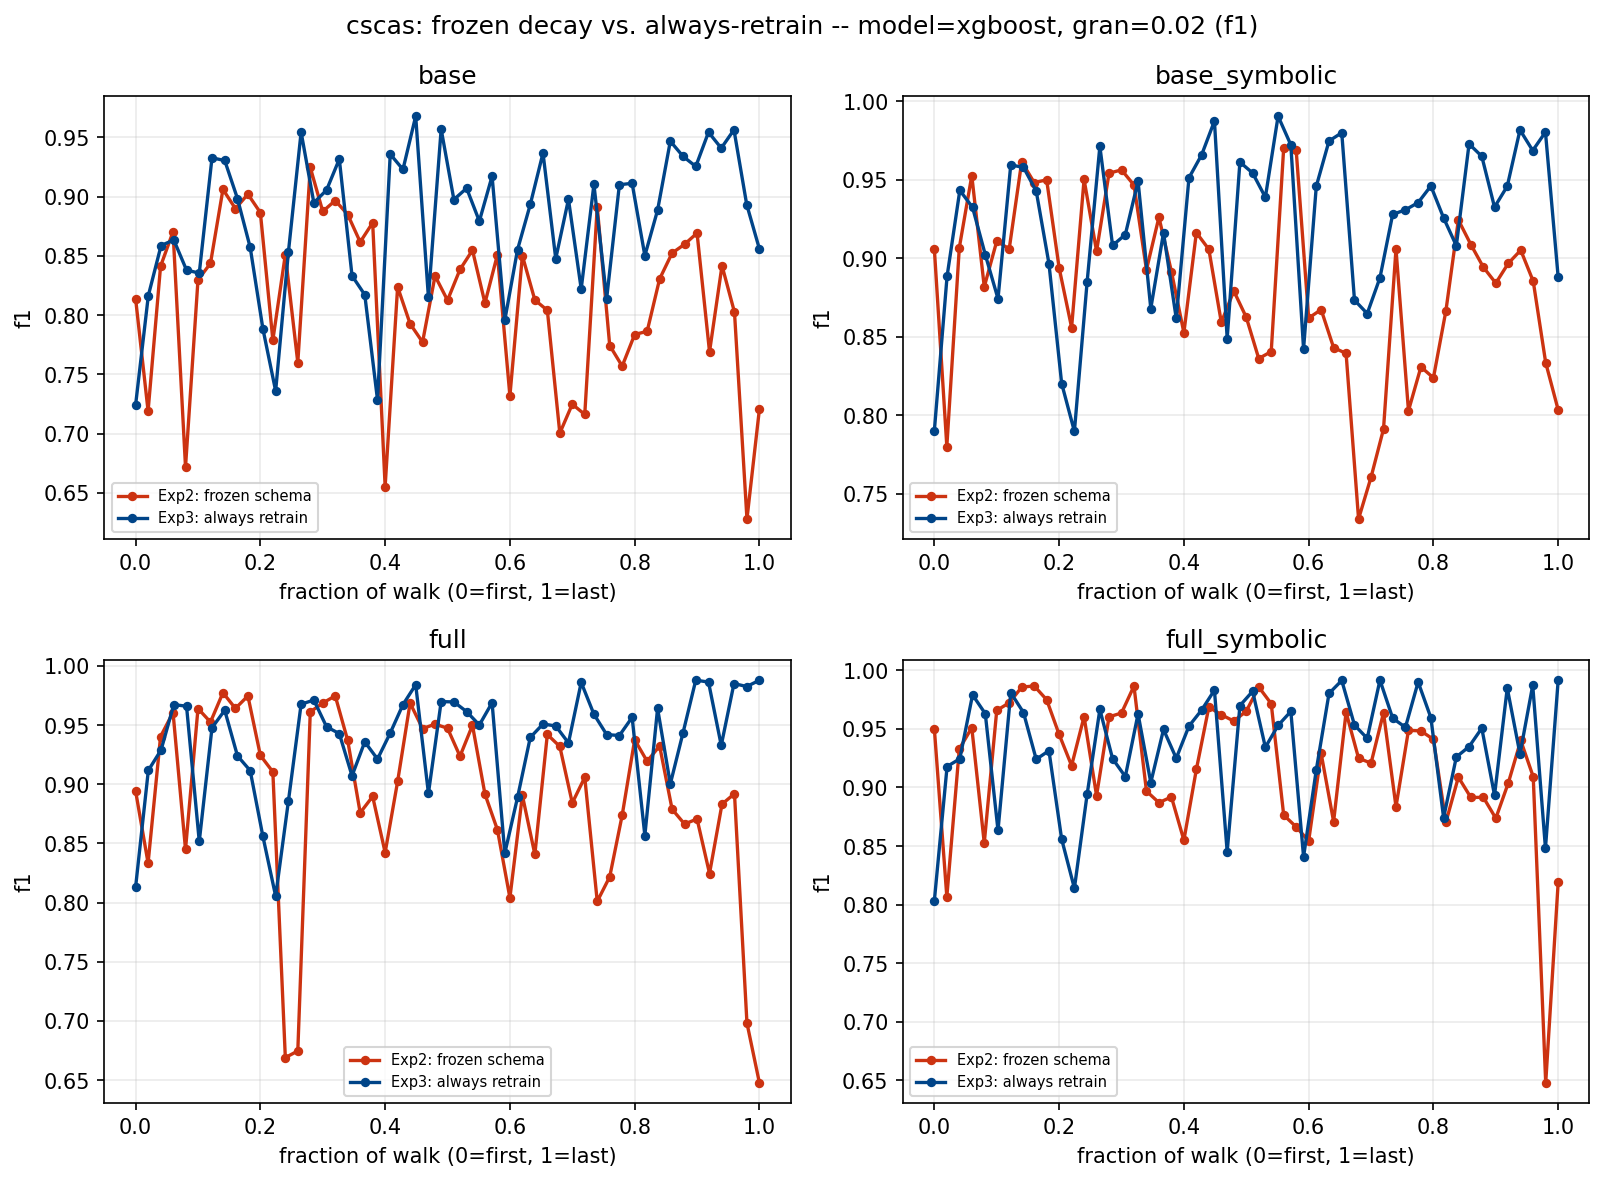 cscas: frozen decay vs. always-retrain -- model=xgboost, gran=0.02 (f1)
base
f1
0.95
0.90
0.85
0.80
0.75
0.70
0.65
Exp2: frozen schema
Exp3: always retrain
0.0 0.2 0.4 0.6 0.8 1.0
fraction of walk (0=first, 1=last)
base_symbolic
f1
1.00
0.95
0.90
0.85
0.80
0.75
Exp2: frozen schema
Exp3: always retrain
0.0 0.2 0.4 0.6 0.8 1.0
fraction of walk (0=first, 1=last)
full
f1
1.00
0.95
0.90
0.85
0.80
0.75
0.70
0.65
Exp2: frozen schema
Exp3: always retrain
0.0 0.2 0.4 0.6 0.8 1.0
fraction of walk (0=first, 1=last)
full_symbolic
f1
1.00
0.95
0.90
0.85
0.80
0.75
0.70
0.65
Exp2: frozen schema
Exp3: always retrain
0.0 0.2 0.4 0.6 0.8 1.0
fraction of walk (0=first, 1=last)